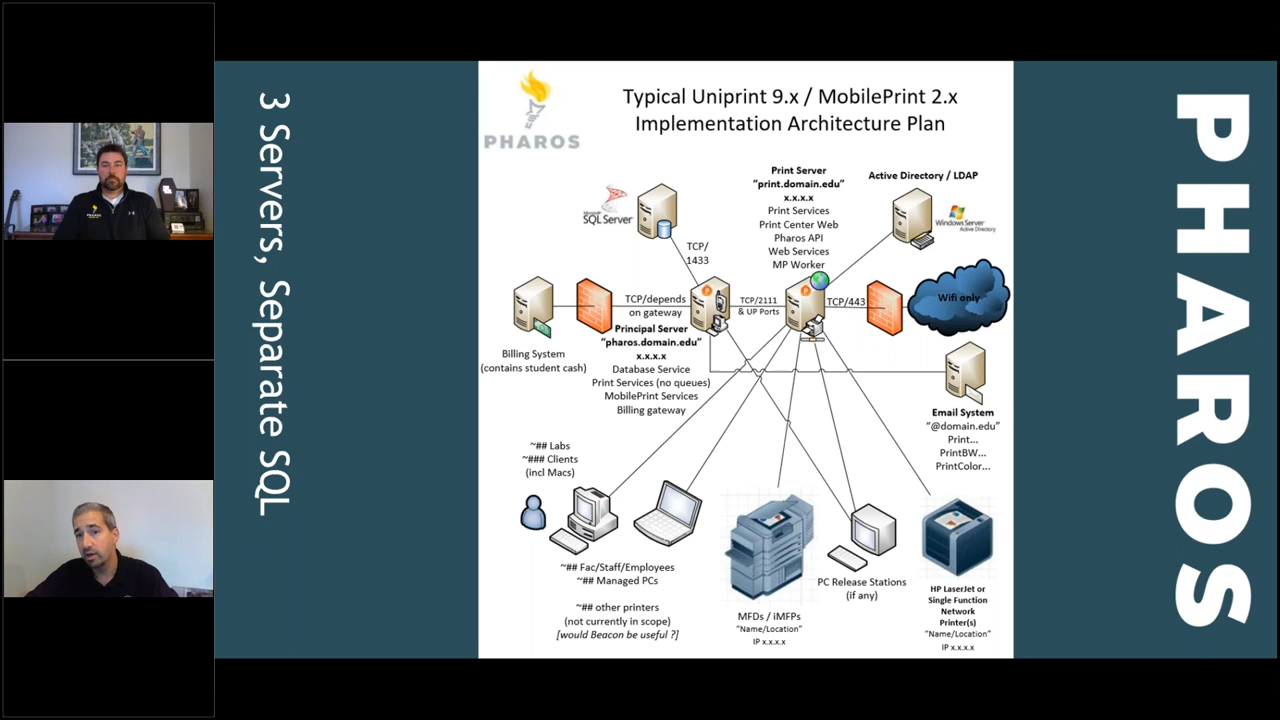 3 Servers, Separate SQL
PHAROS
Typical Uniprint 9.x / MobilePrint 2.x
Implementation Architecture Plan
PHAROS
Print Server
“print.domain.edu”
x.x.x.x
Print Services
Print Center Web
Pharos API
Web Services
MP Worker
Active Directory / LDAP
Microsoft
SQL Server
Windows Server
Active Directory
TCP/
1433
TCP/depends
on gateway
TCP/2111
& UP Ports
TCP/443
Wifi only
Principal Server
“pharos.domain.edu”
x.x.x.x
Database Service
Print Services (no queues)
MobilePrint Services
Billing gateway
Billing System
(contains student cash)
Email System
“@domain.edu”
Print...
PrintBW...
PrintColor...
~## Labs
~### Clients
(incl Macs)
~## Fac/Staff/Employees
~## Managed PCs
~## other printers
(not currently in scope)
[would Beacon be useful ?]
MFDs / iMFPs
“Name/Location”
IP x.x.x.x
PC Release Stations
(if any)
HP LaserJet or
Single Function
Network
Printer(s)
“Name/Location”
IP x.x.x.x
PHAROS